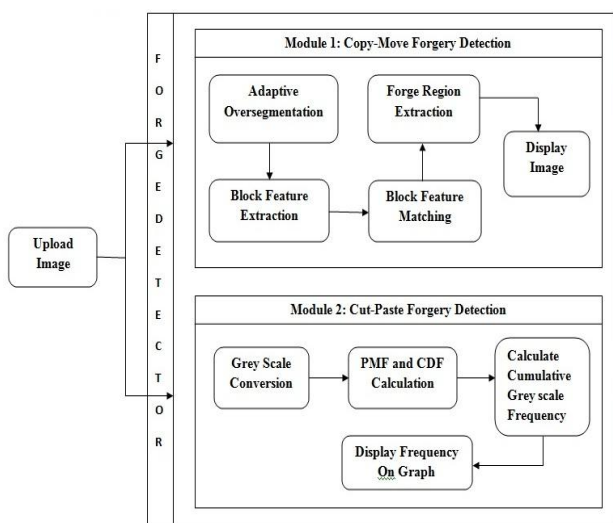 Upload
Image
F
O
R
G
E
D
E
T
E
C
T
O
R
Module 1: Copy-Move Forgery Detection
Adaptive
Oversegmentation
Forge Region
Extraction
Display
Image
Block Feature
Extraction
Block Feature
Matching
Module 2: Cut-Paste Forgery Detection
Grey Scale
Conversion
PMF and CDF
Calculation
Calculate
Cumulative
Grey scale
Frequency
Display Frequency
On Graph